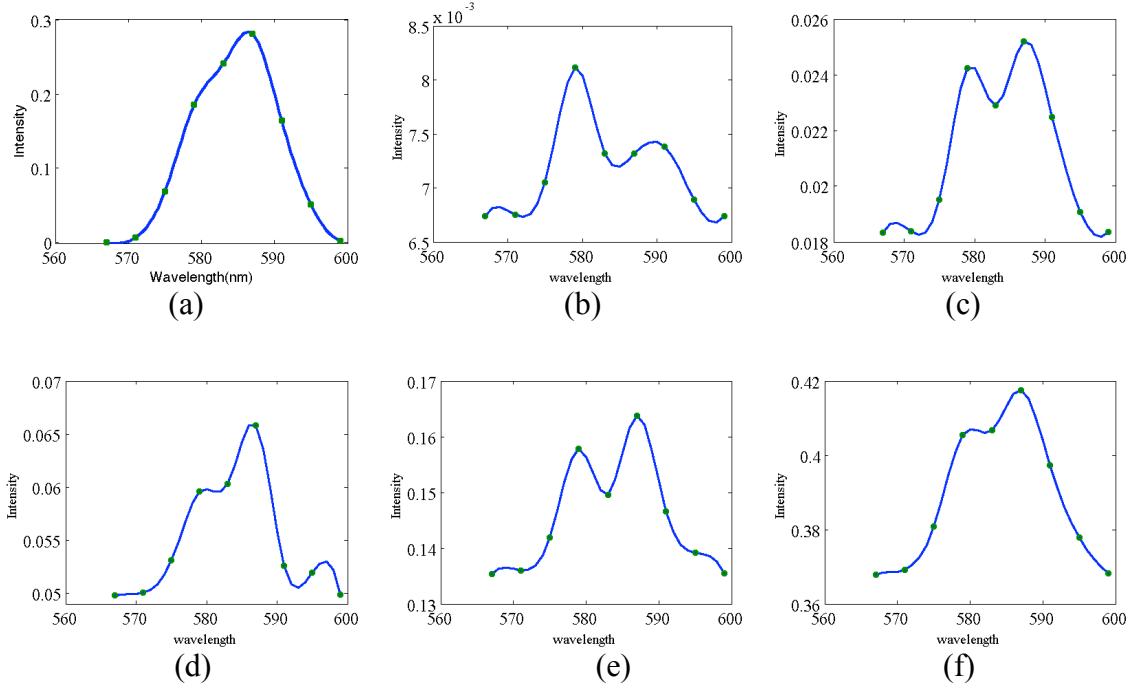 0.3
0.2
0.1
0
560 570 580 590 600
Intensity
Wavelength(nm)
(a)
8.5 x 10⁻³
8
7.5
7
6.5
560 570 580 590 600
Intensity
wavelength
(b)
0.026
0.024
0.022
0.02
0.018
560 570 580 590 600
Intensity
wavelength
(c)
0.07
0.065
0.06
0.055
0.05
560 570 580 590 600
Intensity
wavelength
(d)
0.17
0.16
0.15
0.14
0.13
560 570 580 590 600
Intensity
wavelength
(e)
0.42
0.4
0.38
0.36
560 570 580 590 600
Intensity
wavelength
(f)